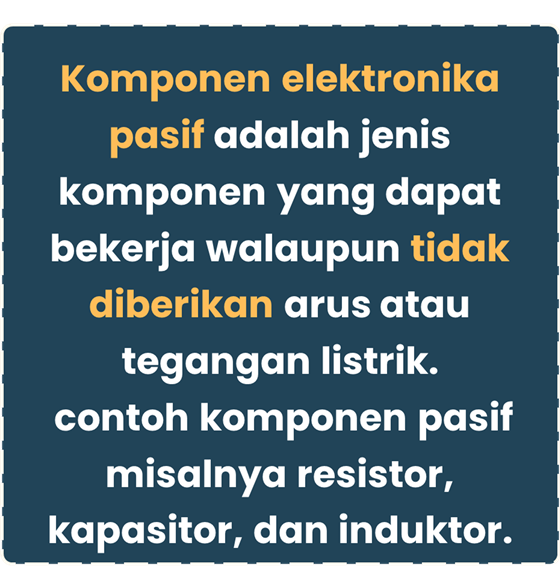 Komponen elektronika
pasif adalah jenis
komponen yang dapat
bekerja walaupun tidak
diberikan arus atau
tegangan listrik.
contoh komponen pasif
misalnya resistor,
kapasitor, dan induktor.